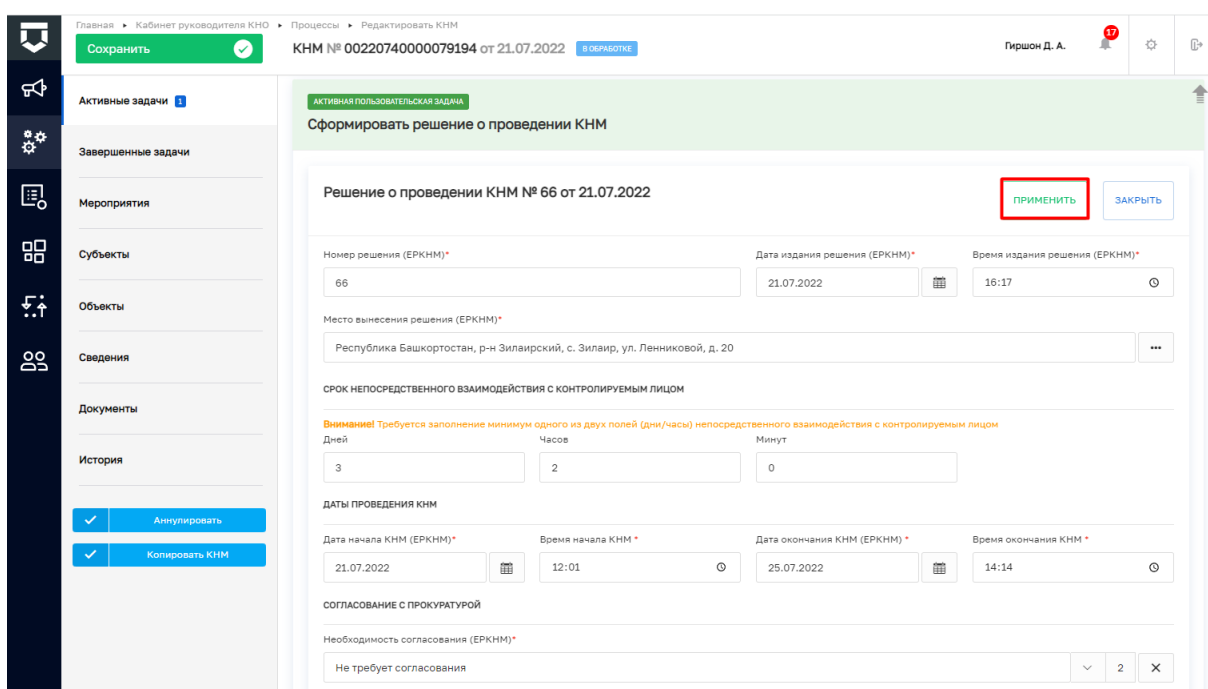 Главная ▸ Кабинет руководителя КНО ▸ Процессы ▸ Редактировать КНМ
Сохранить
КНМ № 00220740000079194 от 21.07.2022 В ОБРАБОТКЕ
Гиршон Д. А.
17
Активные задачи 1
Завершенные задачи
Мероприятия
Субъекты
Объекты
Сведения
Документы
История
Аннулировать
Копировать КНМ
АКТИВНАЯ ПОЛЬЗОВАТЕЛЬСКАЯ ЗАДАЧА
Сформировать решение о проведении КНМ
Решение о проведении КНМ № 66 от 21.07.2022
ПРИМЕНИТЬ
ЗАКРЫТЬ
Номер решения (ЕРКНМ)* Дата издания решения (ЕРКНМ)* Время издания решения (ЕРКНМ)*
66 21.07.2022 16:17
Место вынесения решения (ЕРКНМ)*
Республика Башкортостан, р-н Зилаирский, с. Зилаир, ул. Ленниковой, д. 20
СРОК НЕПОСРЕДСТВЕННОГО ВЗАИМОДЕЙСТВИЯ С КОНТРОЛИРУЕМЫМ ЛИЦОМ
Внимание! Требуется заполнение минимум одного из двух полей (дни/часы) непосредственного взаимодействия с контролируемым лицом
Дней Часов Минут
3 2 0
ДАТЫ ПРОВЕДЕНИЯ КНМ
Дата начала КНМ (ЕРКНМ)* Время начала КНМ * Дата окончания КНМ (ЕРКНМ) * Время окончания КНМ *
21.07.2022 12:01 25.07.2022 14:14
СОГЛАСОВАНИЕ С ПРОКУРАТУРОЙ
Необходимость согласования (ЕРКНМ)*
Не требует согласования 2